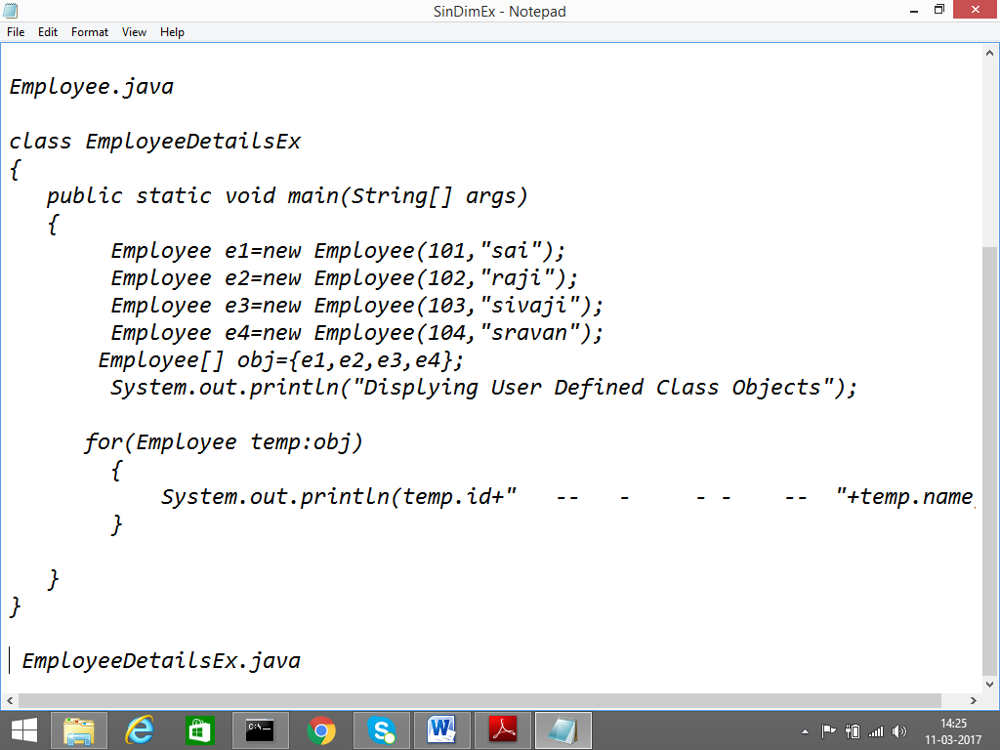 SinDimEx - Notepad
File Edit Format View Help
Employee.java
class EmployeeDetailsEx
{
public static void main(String[] args)
{
Employee e1=new Employee(101,"sai");
Employee e2=new Employee(102,"raji");
Employee e3=new Employee(103,"sivaji");
Employee e4=new Employee(104,"sravan");
Employee[] obj={e1,e2,e3,e4};
System.out.println("Displying User Defined Class Objects");
for(Employee temp:obj)
{
System.out.println(temp.id+"   --   -     - -    --  "+temp.name
}
}
}
EmployeeDetailsEx.java
14:25
11-03-2017